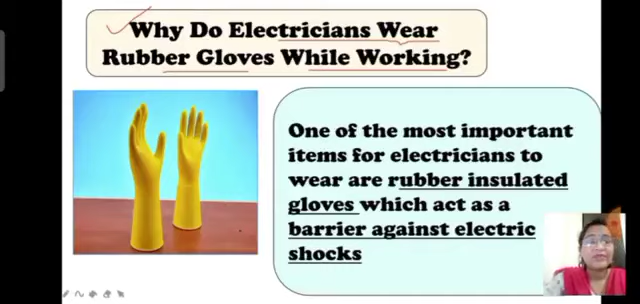 Why Do Electricians Wear
Rubber Gloves While Working?
One of the most important
items for electricians to
wear are rubber insulated
gloves which act as a
barrier against electric
shocks